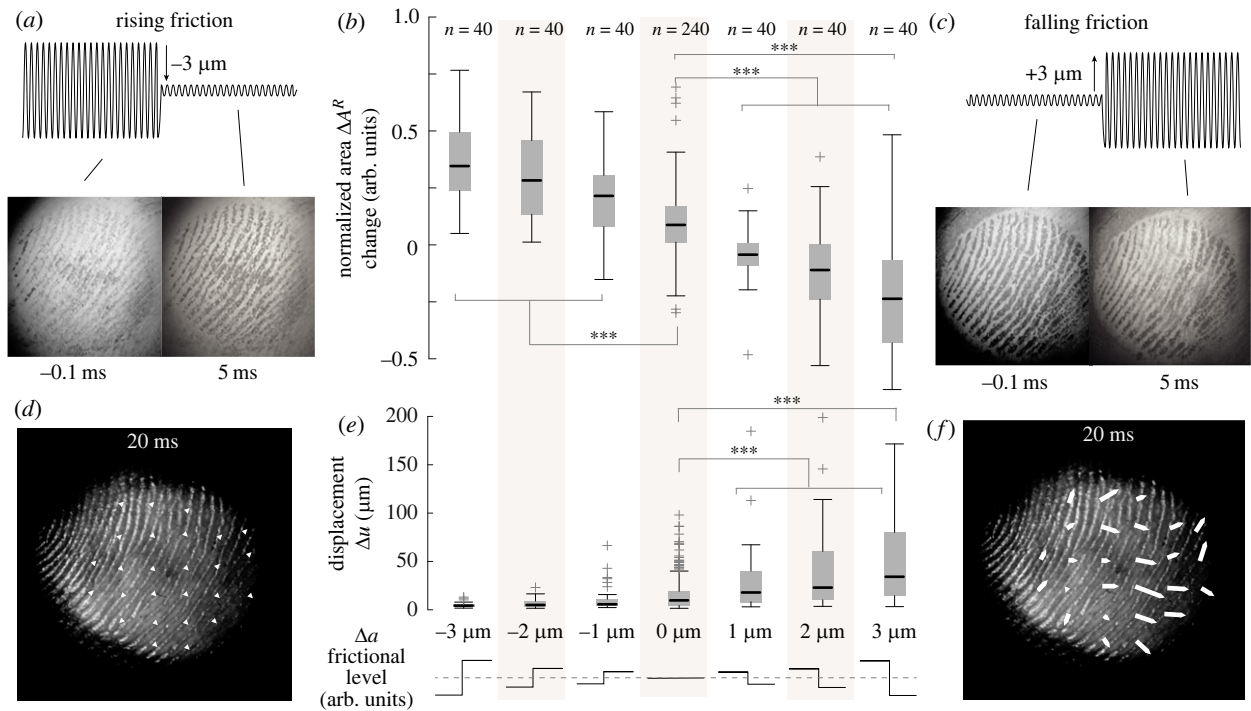 (a)
rising friction
–3 μm
–0.1 ms
5 ms
(b)
1.0
0.5
0
–0.5
normalized area ΔA^R
change (arb. units)
n = 40
n = 40
n = 40
n = 240
n = 40
n = 40
n = 40
***
***
***
(c)
falling friction
+3 μm
–0.1 ms
5 ms
(d)
20 ms
(e)
200
150
100
50
0
displacement
Δu (μm)
***
***
Δa
–3 μm
–2 μm
–1 μm
0 μm
1 μm
2 μm
3 μm
frictional
level
(arb. units)
(f)
20 ms